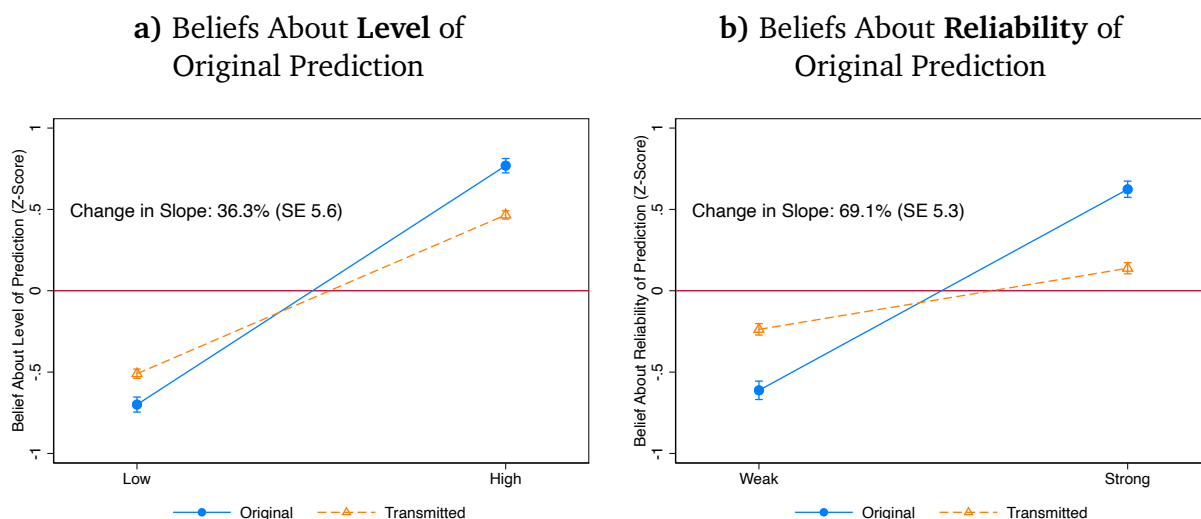 a) Beliefs About Level of
Original Prediction
Belief About Level of Prediction (Z-Score)
1
.5
0
-.5
-1
Change in Slope: 36.3% (SE 5.6)
Low
High
Original
Transmitted
b) Beliefs About Reliability of
Original Prediction
Belief About Reliability of Prediction (Z-Score)
1
.5
0
-.5
-1
Change in Slope: 69.1% (SE 5.3)
Weak
Strong
Original
Transmitted